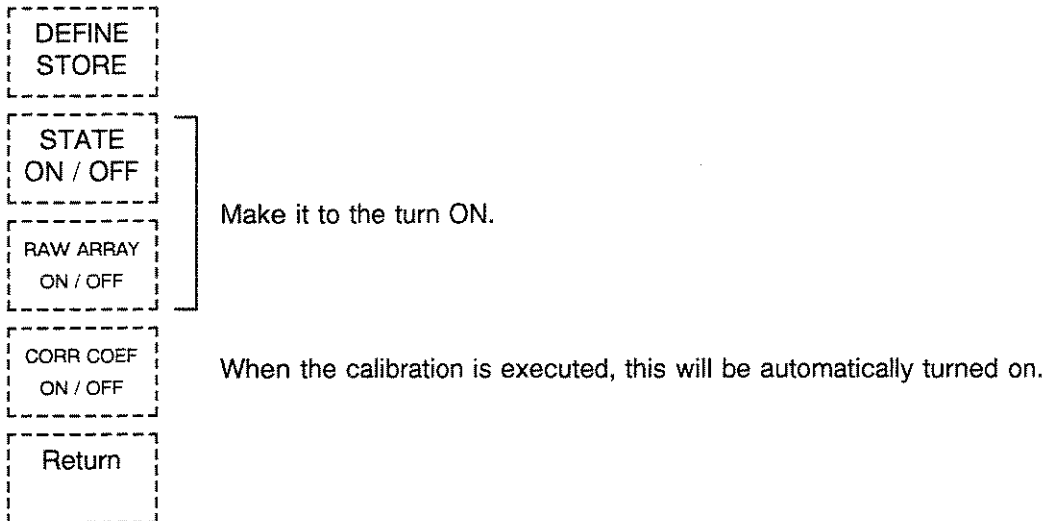 DEFINE
STORE
STATE
ON / OFF
Make it to the turn ON.
RAW ARRAY
ON / OFF
CORR COEF
ON / OFF
When the calibration is executed, this will be automatically turned on.
Return